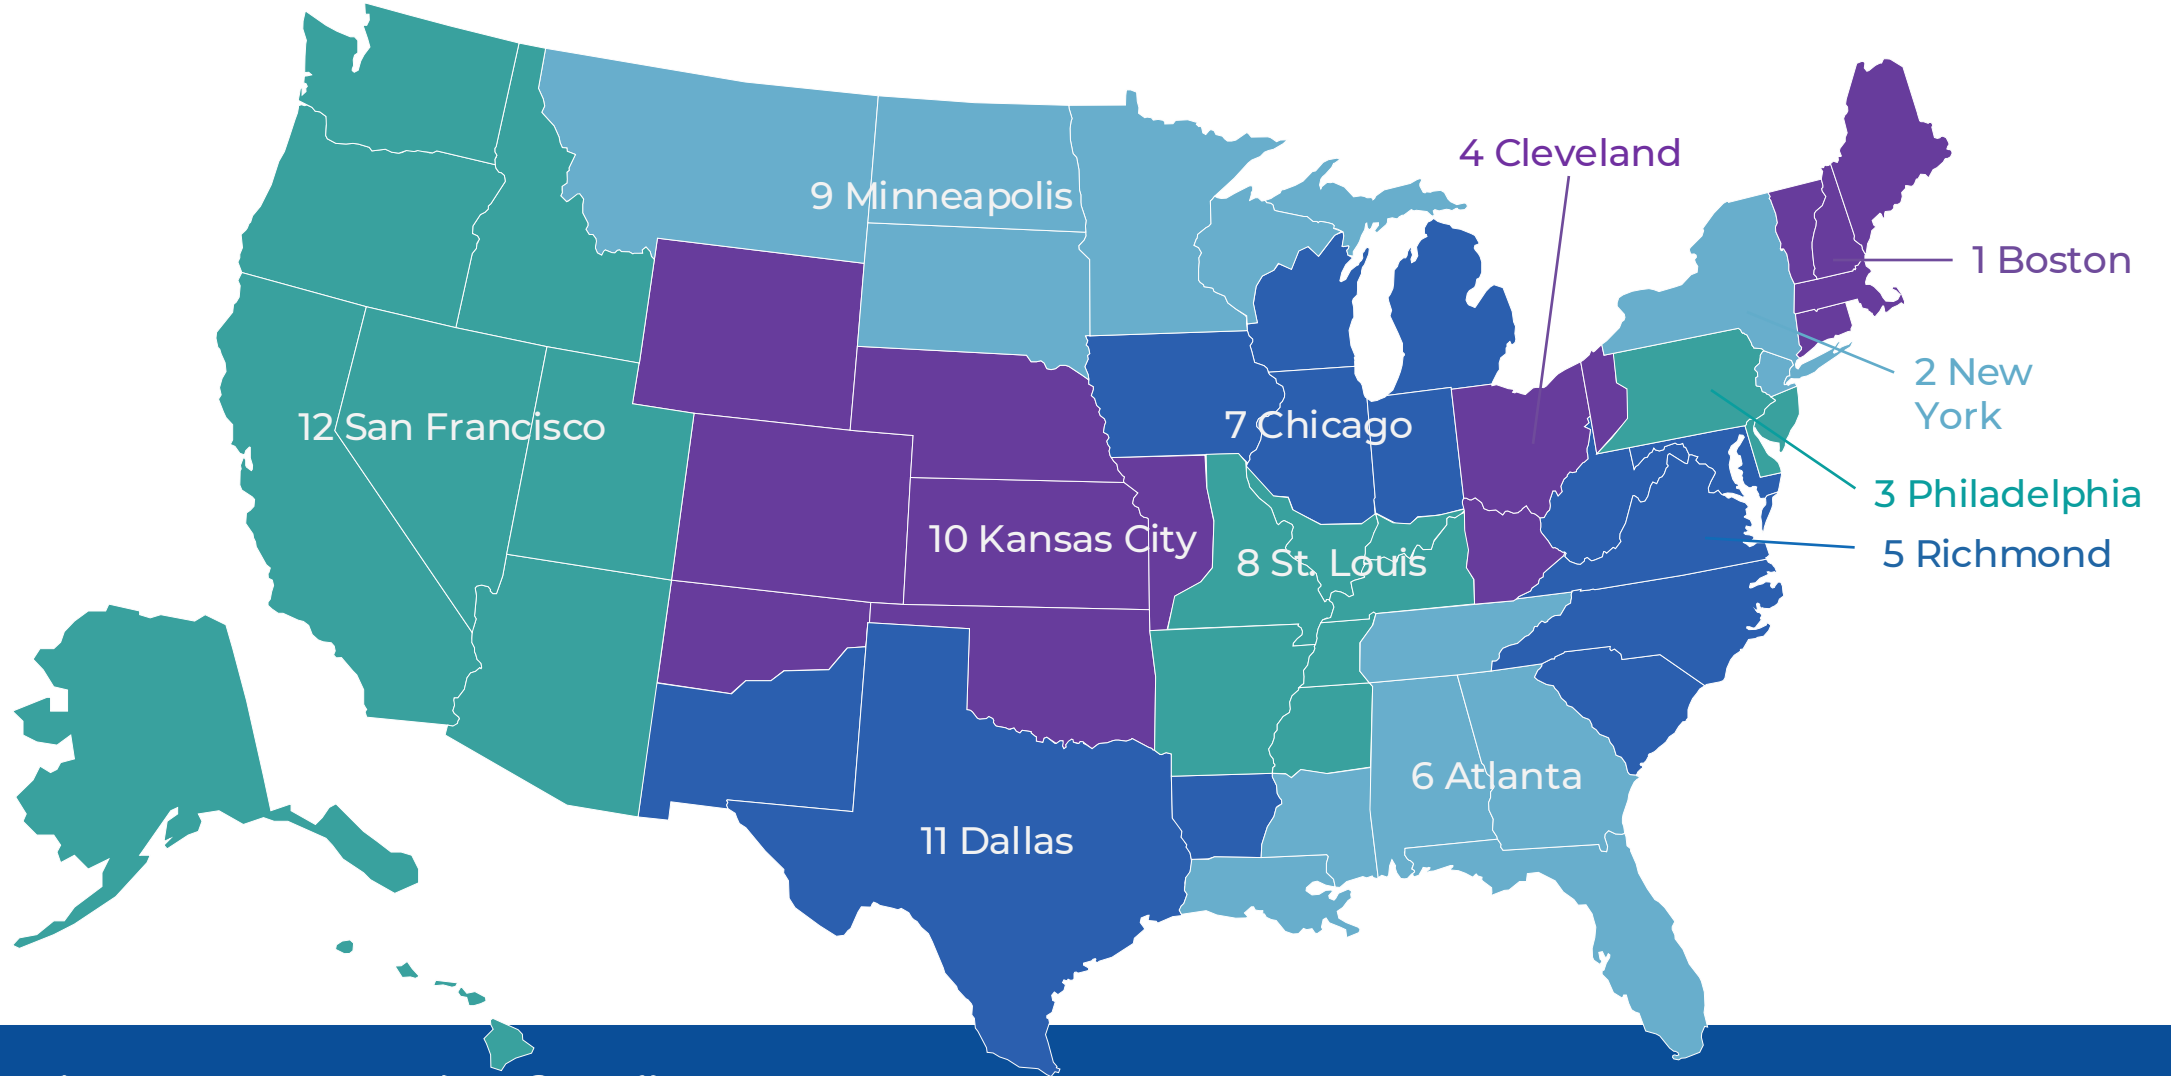 4 Cleveland
9 Minneapolis
1 Boston
2 New
York
12 San Francisco
7 Chicago
3 Philadelphia
10 Kansas City
8 St. Louis
5 Richmond
6 Atlanta
11 Dallas